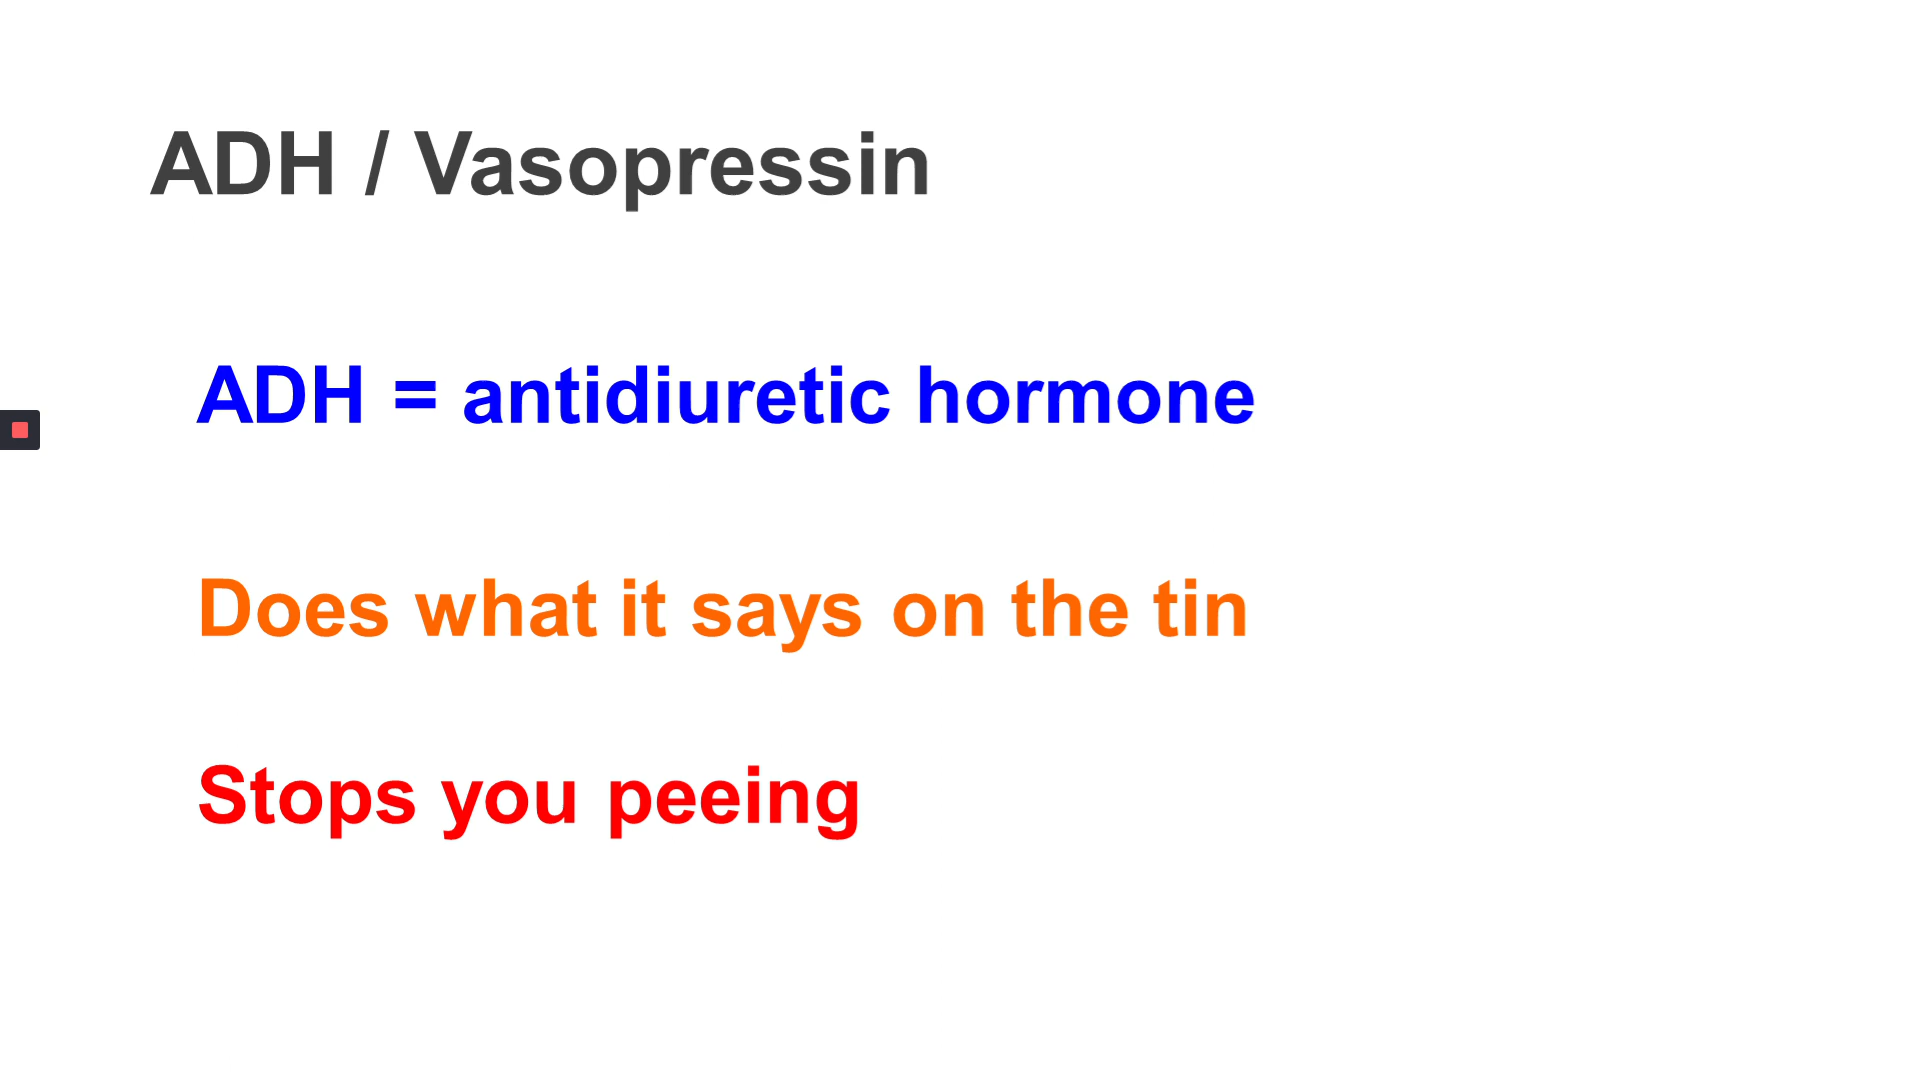 ADH / Vasopressin
ADH = antidiuretic hormone
Does what it says on the tin
Stops you peeing